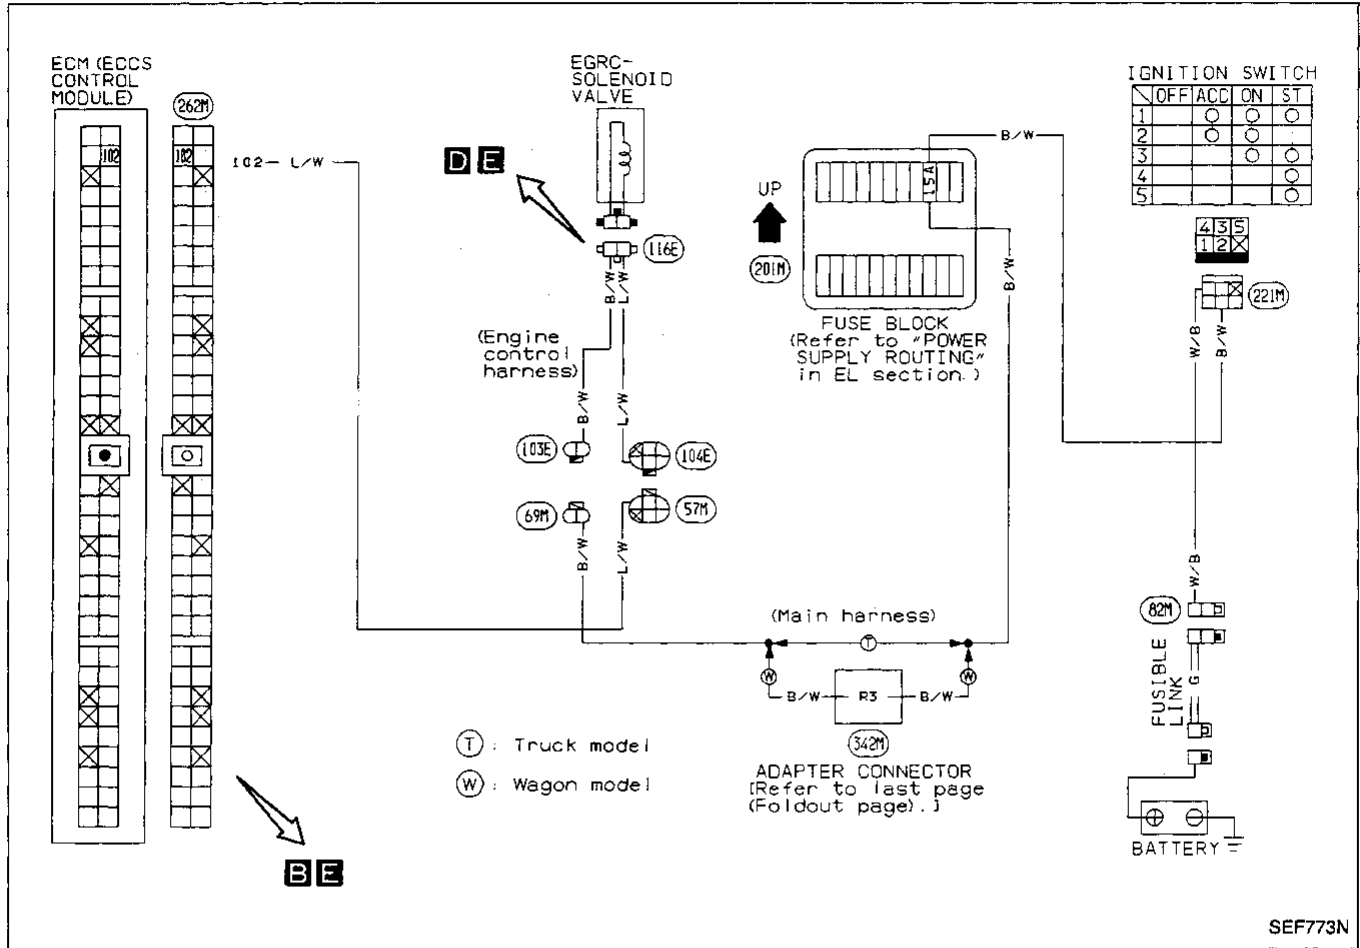 ECM (ECCS
CONTROL
MODULE)
262M
102
102
102 - L/W
EGRC-
SOLENOID
VALVE
D E
116E
B/W
L/W
(Engine
control
harness)
B/W
L/W
103E
104E
69M
57M
B/W
L/W
UP
201M
15A
FUSE BLOCK
(Refer to "POWER
SUPPLY ROUTING"
in EL section.)
B/W
B/W
IGNITION SWITCH
OFF ACC ON ST
1
2
3
4
5
4 3 5
1 2
221M
W/B
B/W
W/B
82M
FUSIBLE
LINK
G
BATTERY
(Main harness)
T
W
W
B/W
R3
B/W
342M
ADAPTER CONNECTOR
[Refer to last page
(Foldout page).]
T : Truck model
W : Wagon model
B E
SEF773N